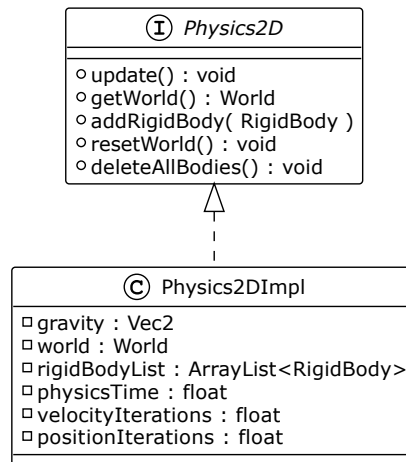 I Physics2D
update() : void
getWorld() : World
addRigidBody( RigidBody )
resetWorld() : void
deleteAllBodies() : void
C Physics2DImpl
gravity : Vec2
world : World
rigidBodyList : ArrayList<RigidBody>
physicsTime : float
velocityIterations : float
positionIterations : float